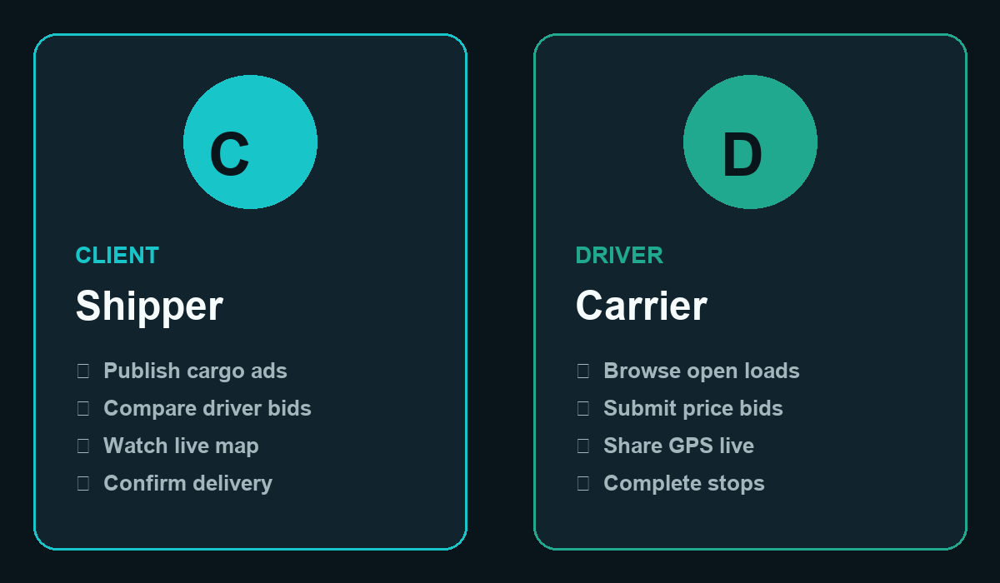 C
CLIENT
Shipper
□ Publish cargo ads
□ Compare driver bids
□ Watch live map
□ Confirm delivery
D
DRIVER
Carrier
□ Browse open loads
□ Submit price bids
□ Share GPS live
□ Complete stops